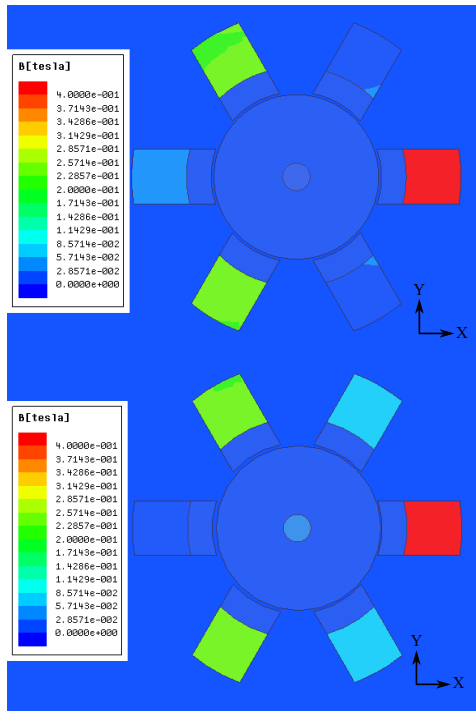 B[tesla]
4.0000e-001
3.7143e-001
3.4286e-001
3.1429e-001
2.8571e-001
2.5714e-001
2.2857e-001
2.0000e-001
1.7143e-001
1.4286e-001
1.1429e-001
8.5714e-002
5.7143e-002
2.8571e-002
0.0000e+000
Y
X
B[tesla]
4.0000e-001
3.7143e-001
3.4286e-001
3.1429e-001
2.8571e-001
2.5714e-001
2.2857e-001
2.0000e-001
1.7143e-001
1.4286e-001
1.1429e-001
8.5714e-002
5.7143e-002
2.8571e-002
0.0000e+000
Y
X